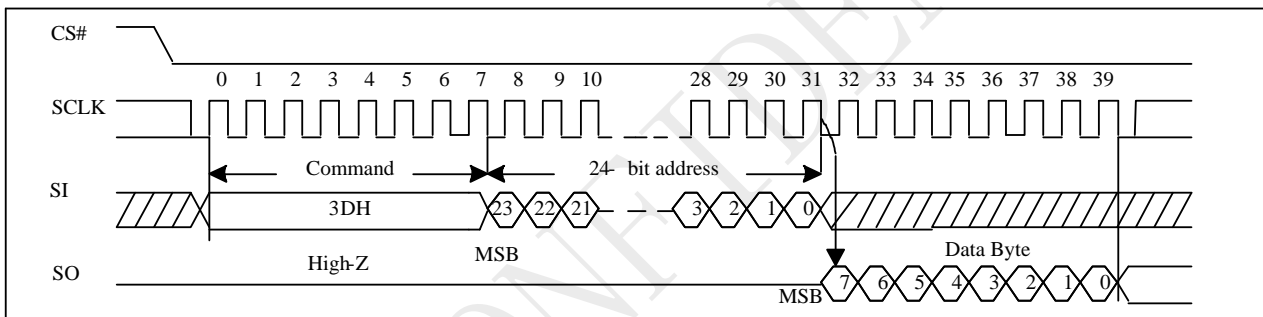 CS#
0 1 2 3 4 5 6 7 8 9 10 28 29 30 31 32 33 34 35 36 37 38 39
SCLK
Command 24- bit address
SI
3DH 23 22 21 3 2 1 0
MSB Data Byte
High-Z
SO
MSB 7 6 5 4 3 2 1 0